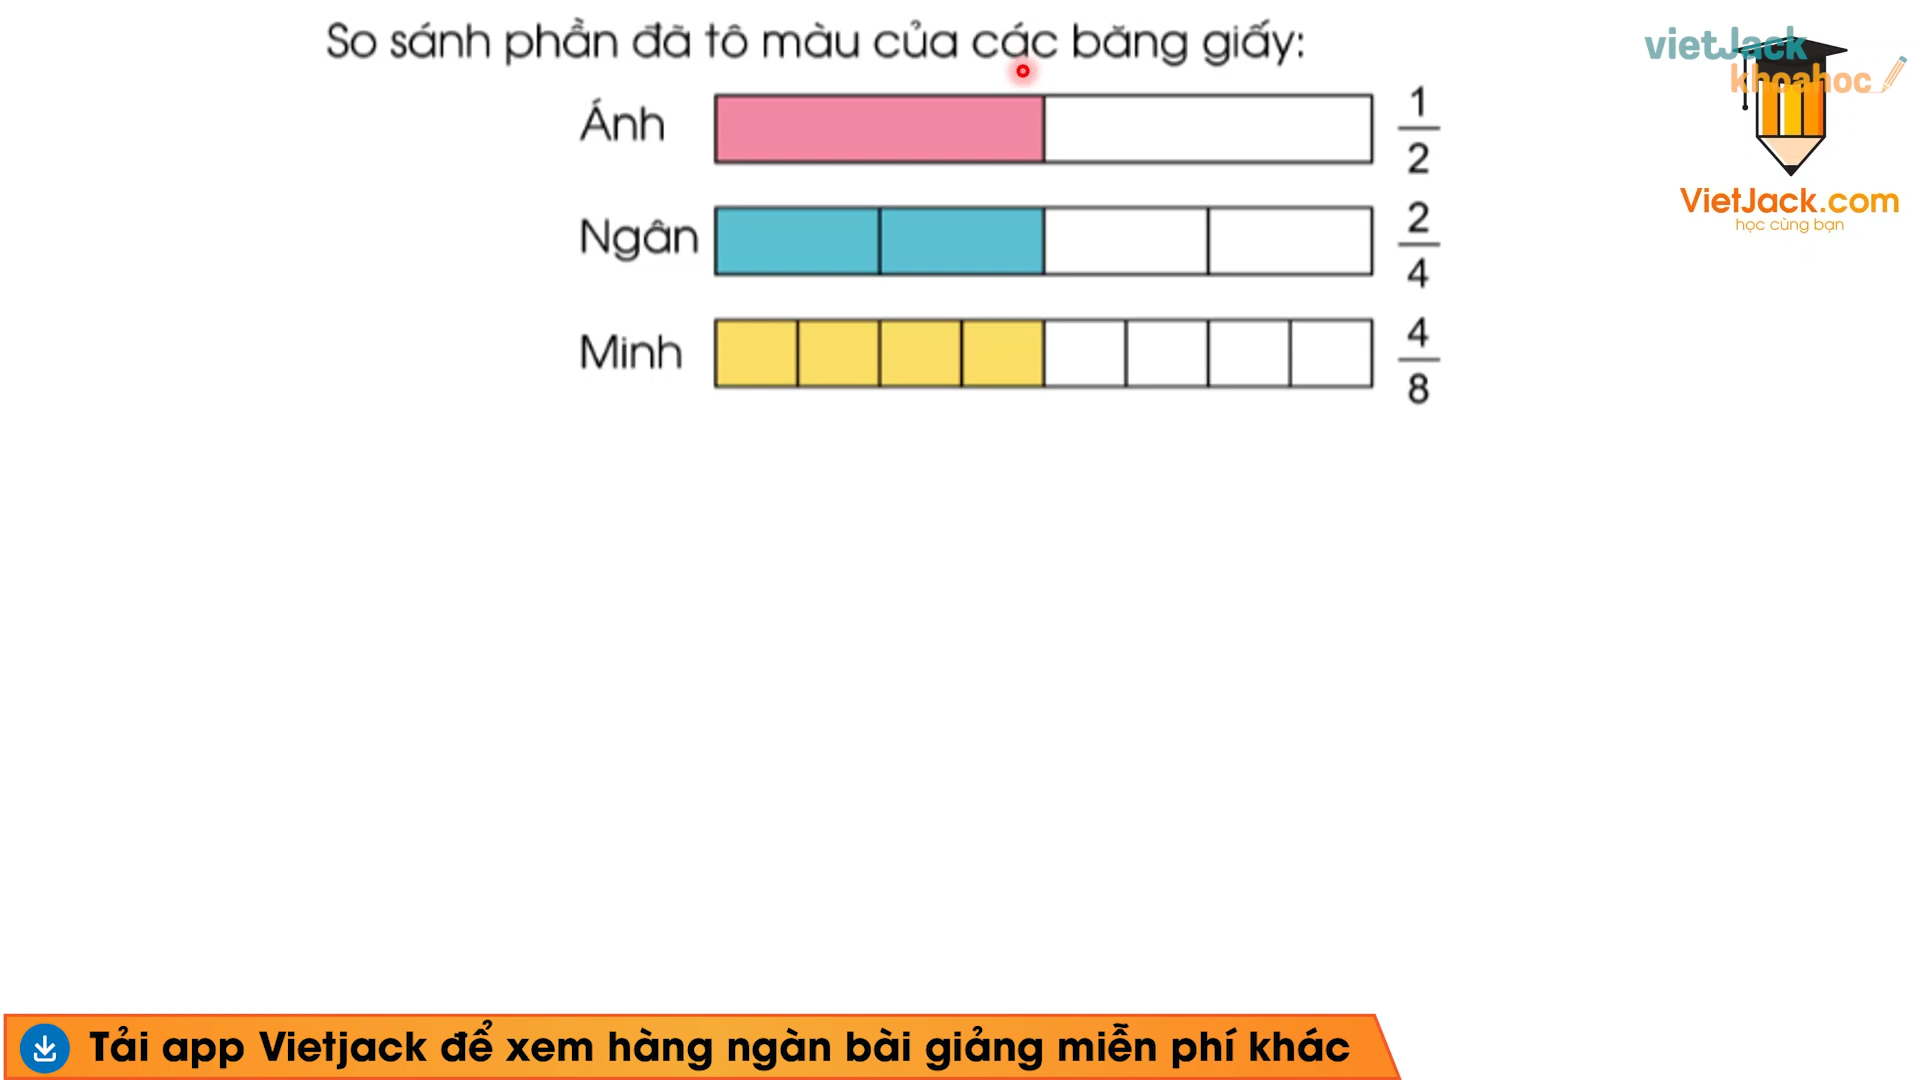 So sánh phần đã tô màu của các băng giấy:
vietJack
khoahoc
Ánh
1
2
VietJack.com
học cùng bạn
Ngân
2
4
Minh
4
8
Tải app Vietjack để xem hàng ngàn bài giảng miễn phí khác